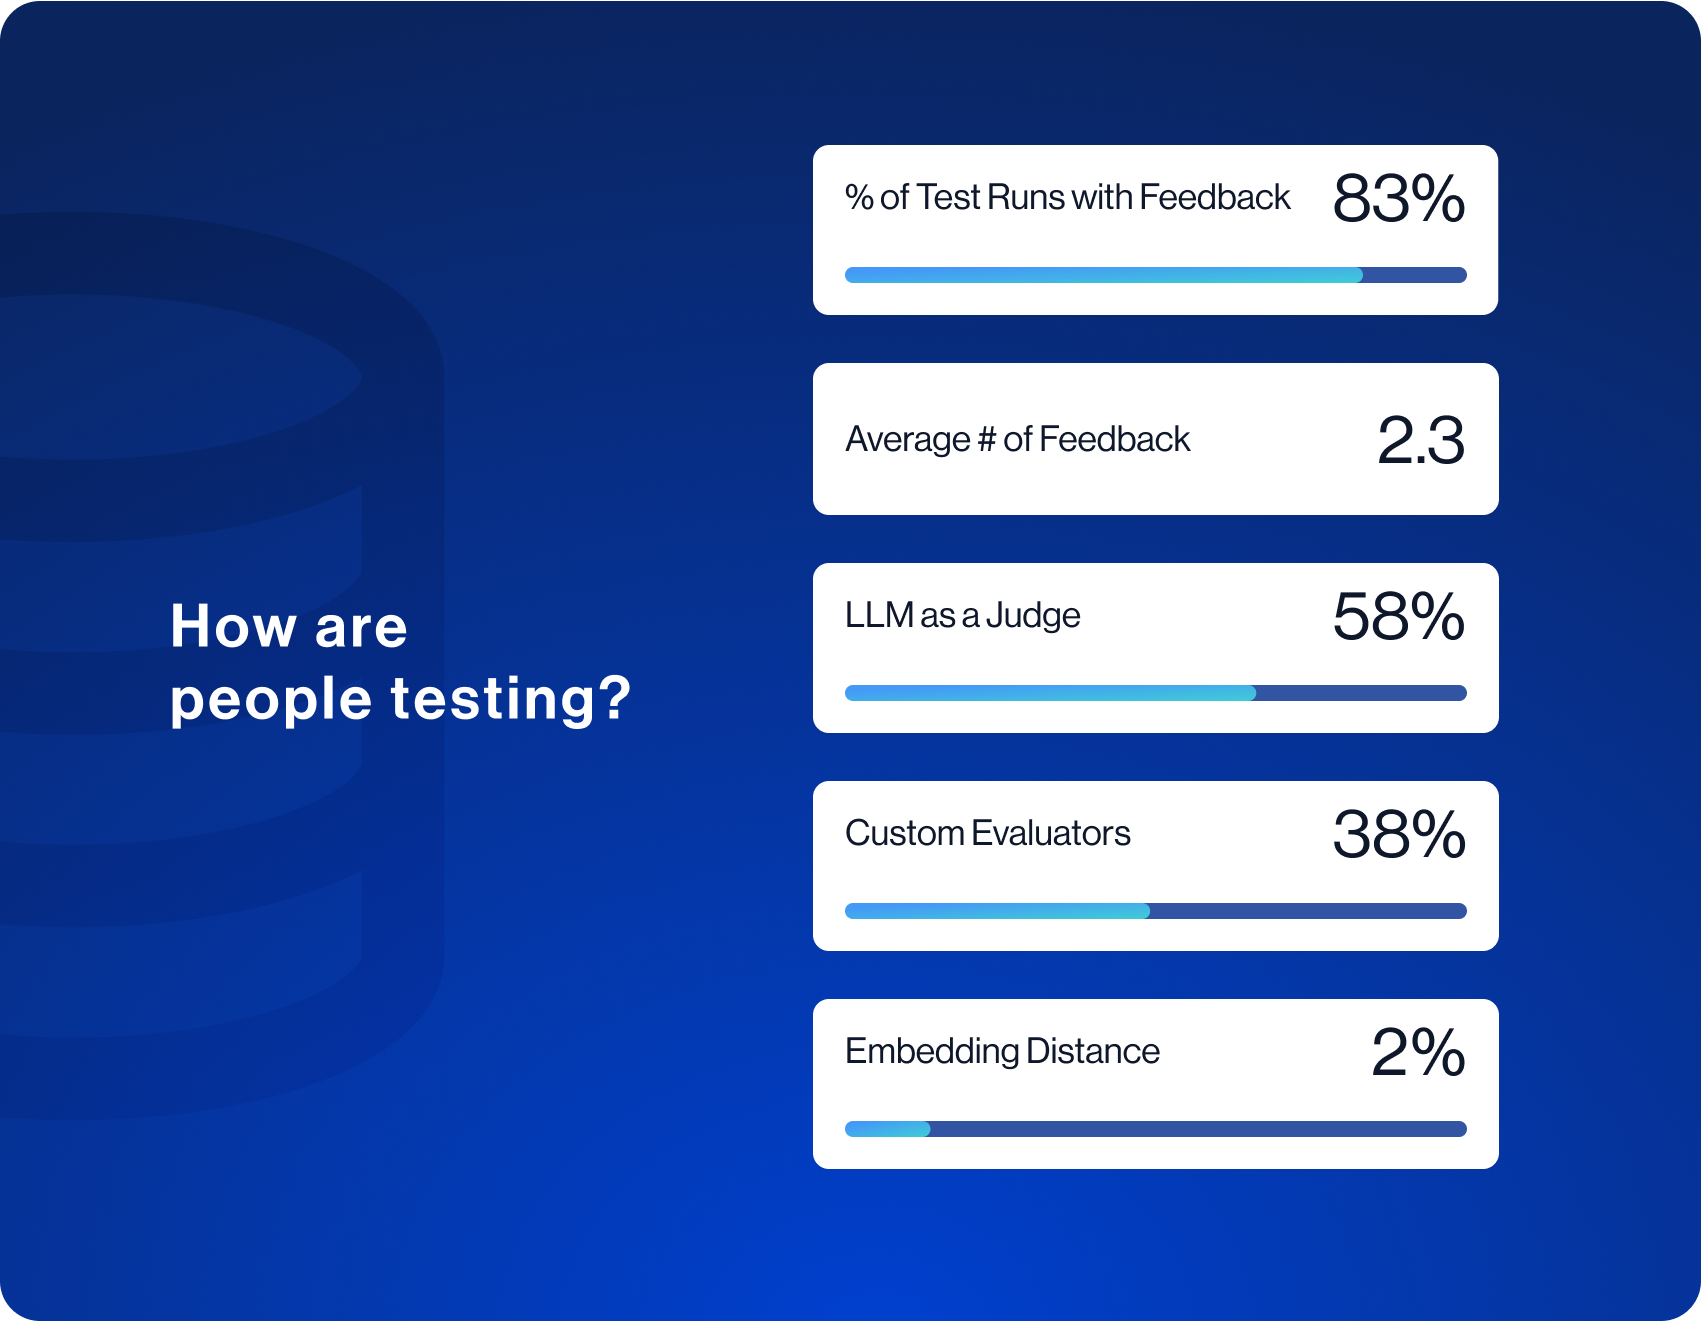 How are
people testing?
% of Test Runs with Feedback 83%
Average # of Feedback 2.3
LLM as a Judge 58%
Custom Evaluators 38%
Embedding Distance 2%